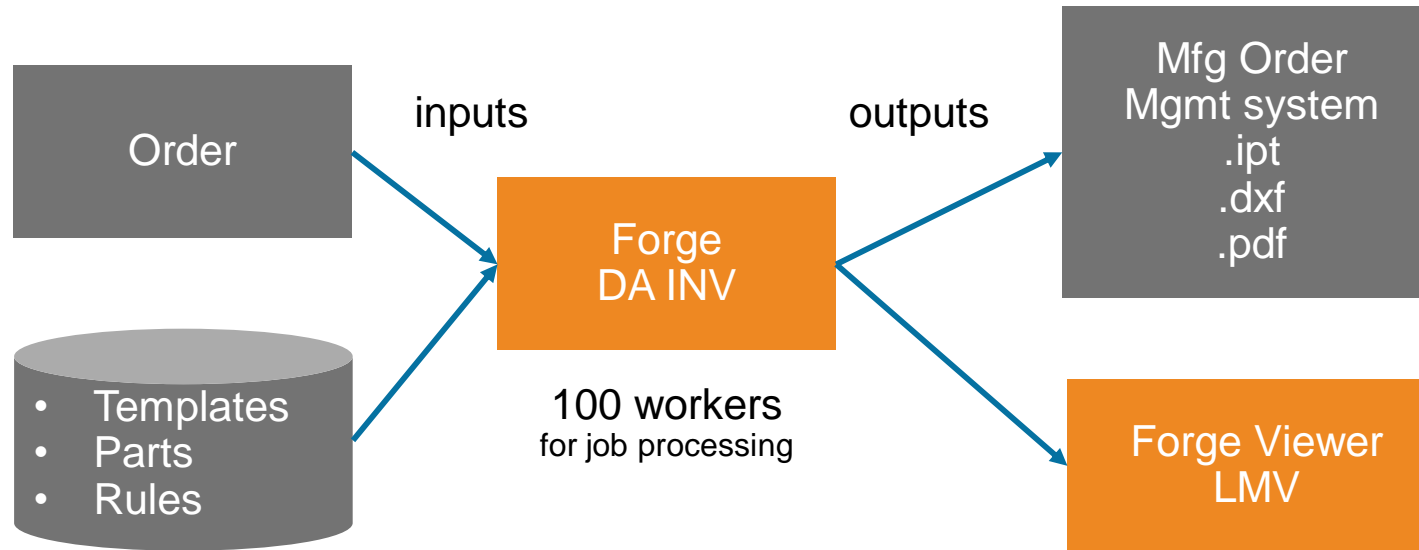 Order
inputs
• Templates
• Parts
• Rules
Forge
DA INV
100 workers
for job processing
outputs
Mfg Order
Mgmt system
.ipt
.dxf
.pdf
Forge Viewer
LMV